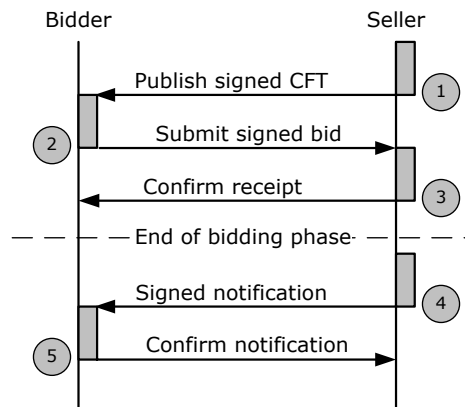 Bidder
Seller
Publish signed CFT
1
2
Submit signed bid
Confirm receipt
3
End of bidding phase
Signed notification
4
5
Confirm notification